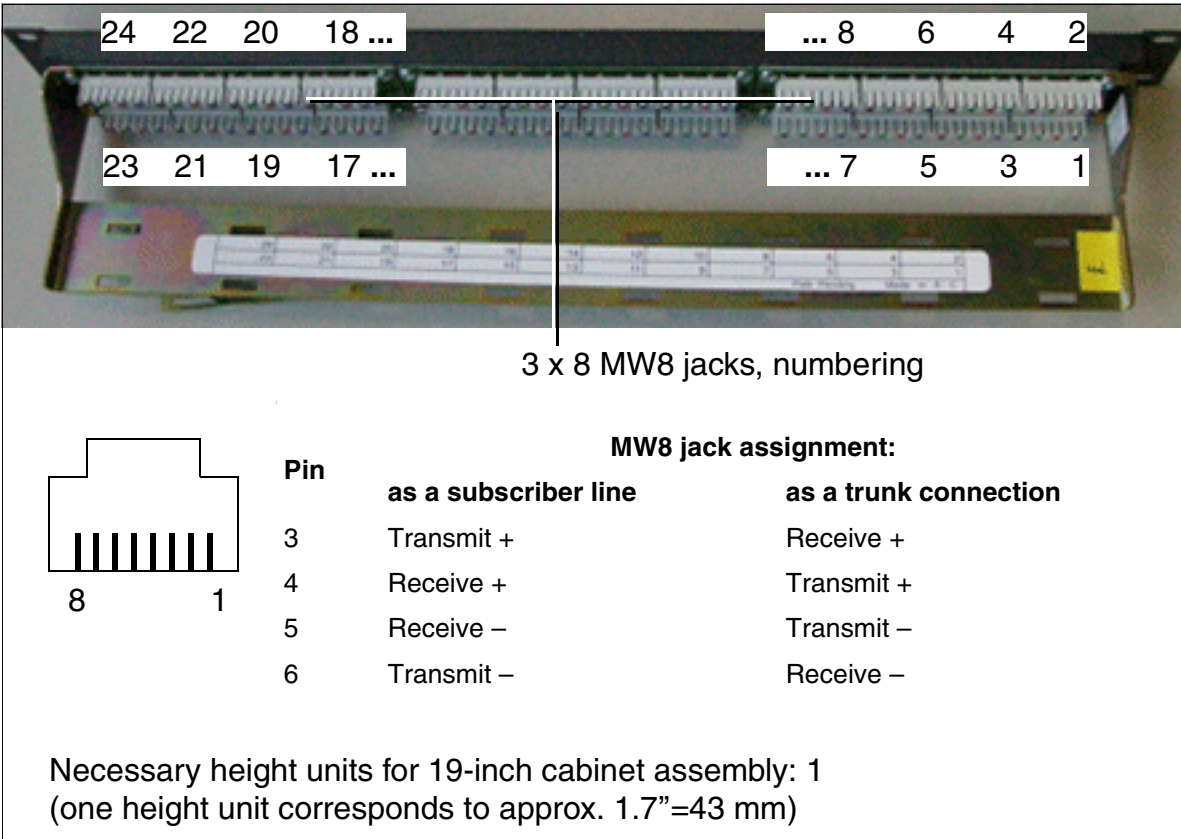 24 22 20 18 ... ... 8 6 4 2
23 21 19 17 ... ... 7 5 3 1
3 x 8 MW8 jacks, numbering
MW8 jack assignment:
Pin
as a subscriber line as a trunk connection
3 Transmit + Receive +
4 Receive + Transmit +
5 Receive – Transmit –
6 Transmit – Receive –
8 1
Necessary height units for 19-inch cabinet assembly: 1
(one height unit corresponds to approx. 1.7”=43 mm)